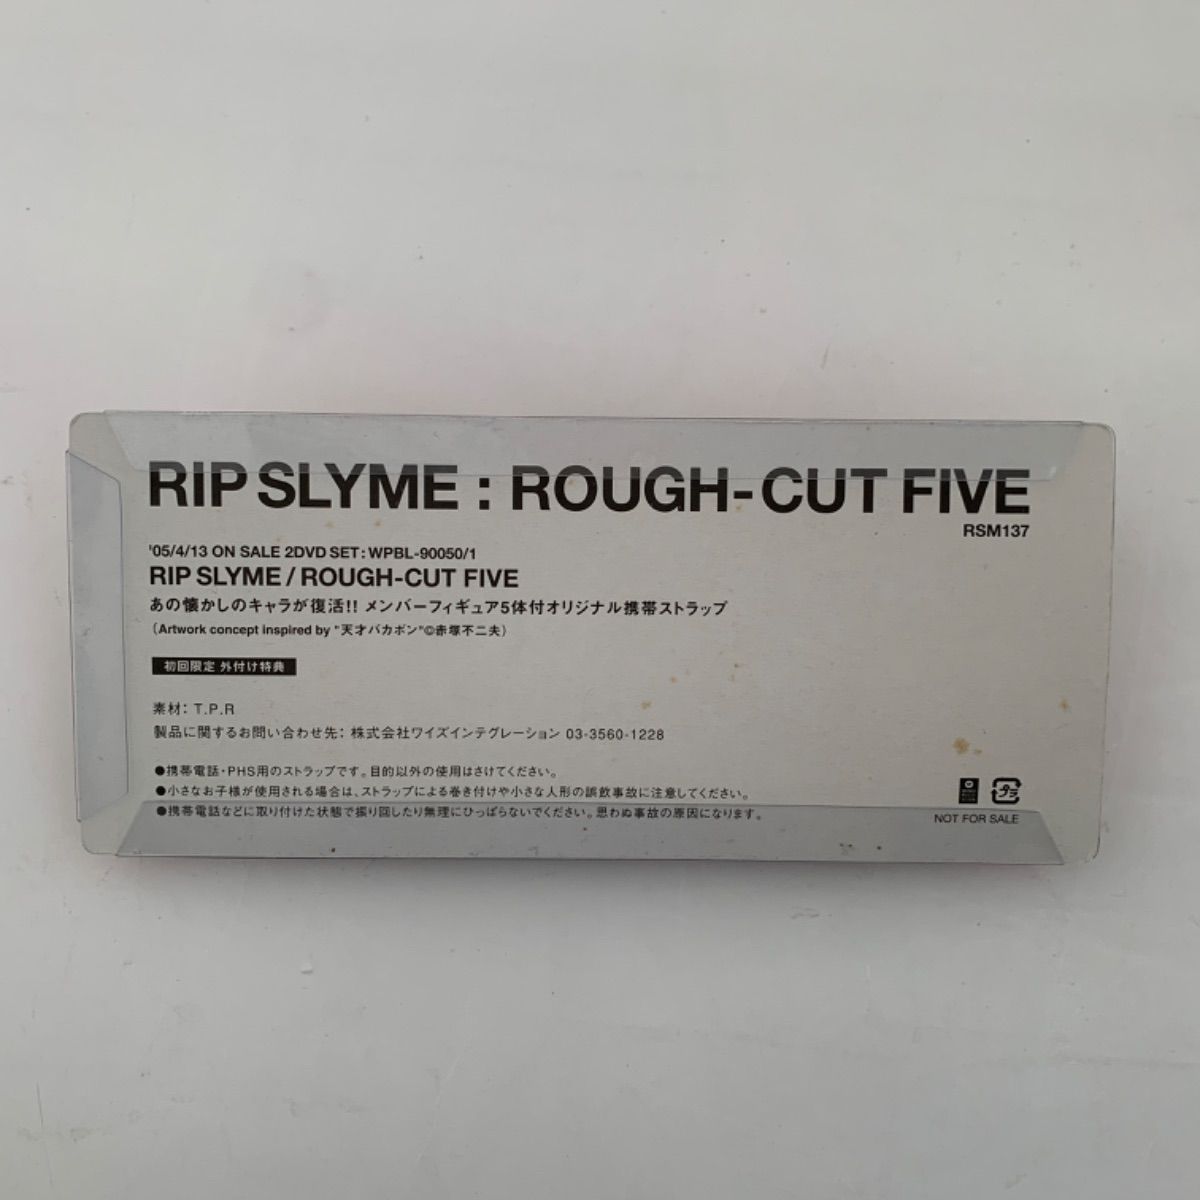 RIP SLYME : ROUGH-CUT FIVE
RSM137
'05/4/13 ON SALE 2DVD SET : WPBL-90050/1
RIP SLYME / ROUGH-CUT FIVE
あの懐かしのキャラが復活!! メンバーフィギュア5体付オリジナル携帯ストラップ
(Artwork concept inspired by "天才バカボン"©赤塚不二夫)
初回限定 外付け特典
素材: T.P.R
製品に関するお問い合わせ先: 株式会社ワイズインテグレーション 03-3560-1228
●携帯電話・PHS用のストラップです。目的以外の使用はさけてください。
●小さなお子様が使用される場合は、ストラップによる巻き付けや小さな人形の誤飲事故に注意してください。
●携帯電話などに取り付けた状態で振り回したり無理にひっぱらないでください。思わぬ事故の原因になります。
プラ
NOT FOR SALE